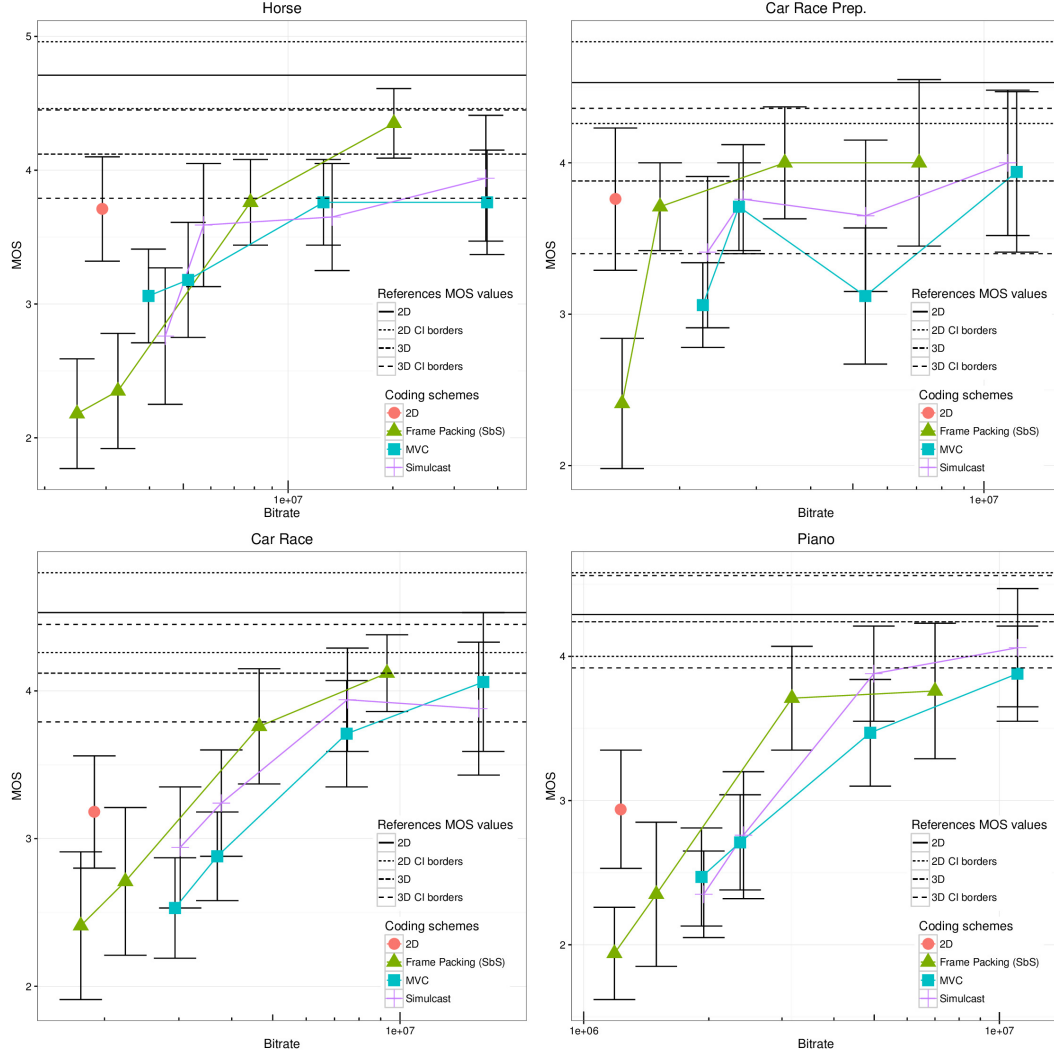 Horse
5
4
3
2
MOS
1e+07
Bitrate
References MOS values
2D
2D CI borders
3D
3D CI borders
Coding schemes
2D
Frame Packing (SbS)
MVC
Simulcast
Car Race Prep.
4
3
2
MOS
1e+07
Bitrate
References MOS values
2D
2D CI borders
3D
3D CI borders
Coding schemes
2D
Frame Packing (SbS)
MVC
Simulcast
Car Race
4
3
2
MOS
1e+07
Bitrate
References MOS values
2D
2D CI borders
3D
3D CI borders
Coding schemes
2D
Frame Packing (SbS)
MVC
Simulcast
Piano
4
3
2
MOS
1e+06 1e+07
Bitrate
References MOS values
2D
2D CI borders
3D
3D CI borders
Coding schemes
2D
Frame Packing (SbS)
MVC
Simulcast